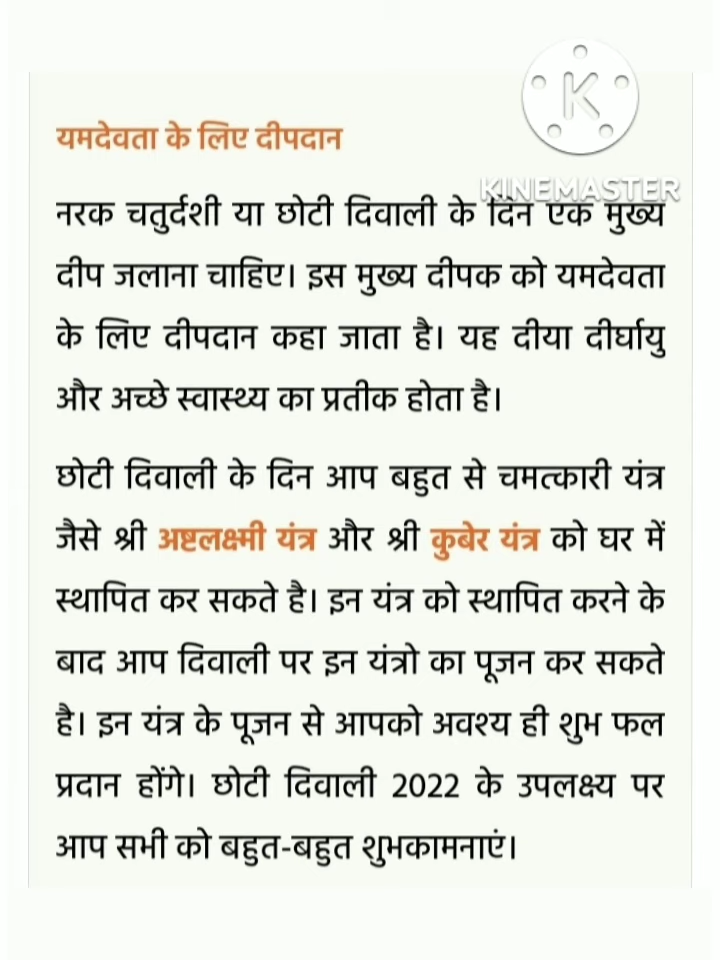 K
KINEMASTER
यमदेवता के लिए दीपदान
नरक चतुर्दशी या छोटी दिवाली के दिन एक मुख्य
दीप जलाना चाहिए। इस मुख्य दीपक को यमदेवता
के लिए दीपदान कहा जाता है। यह दीया दीर्घायु
और अच्छे स्वास्थ्य का प्रतीक होता है।
छोटी दिवाली के दिन आप बहुत से चमत्कारी यंत्र
जैसे श्री अष्टलक्ष्मी यंत्र और श्री कुबेर यंत्र को घर में
स्थापित कर सकते है। इन यंत्र को स्थापित करने के
बाद आप दिवाली पर इन यंत्रो का पूजन कर सकते
है। इन यंत्र के पूजन से आपको अवश्य ही शुभ फल
प्रदान होंगे। छोटी दिवाली 2022 के उपलक्ष्य पर
आप सभी को बहुत-बहुत शुभकामनाएं।